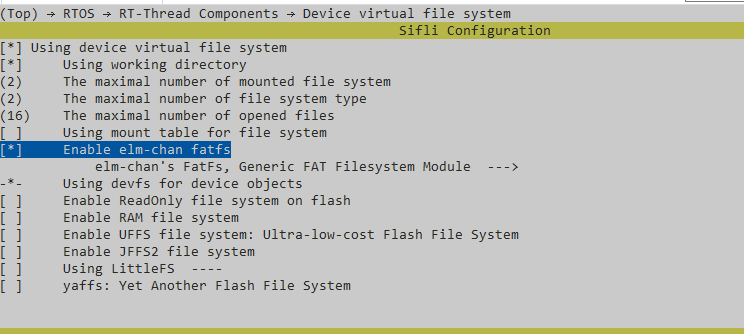 (Top) → RTOS → RT-Thread Components → Device virtual file system
Sifli Configuration
[*] Using device virtual file system
[*] Using working directory
(2) The maximal number of mounted file system
(2) The maximal number of file system type
(16) The maximal number of opened files
[ ] Using mount table for file system
[*] Enable elm-chan fatfs
elm-chan's FatFs, Generic FAT Filesystem Module --->
-*- Using devfs for device objects
[ ] Enable ReadOnly file system on flash
[ ] Enable RAM file system
[ ] Enable UFFS file system: Ultra-low-cost Flash File System
[ ] Enable JFFS2 file system
[ ] Using LittleFS ----
[ ] yaffs: Yet Another Flash File System